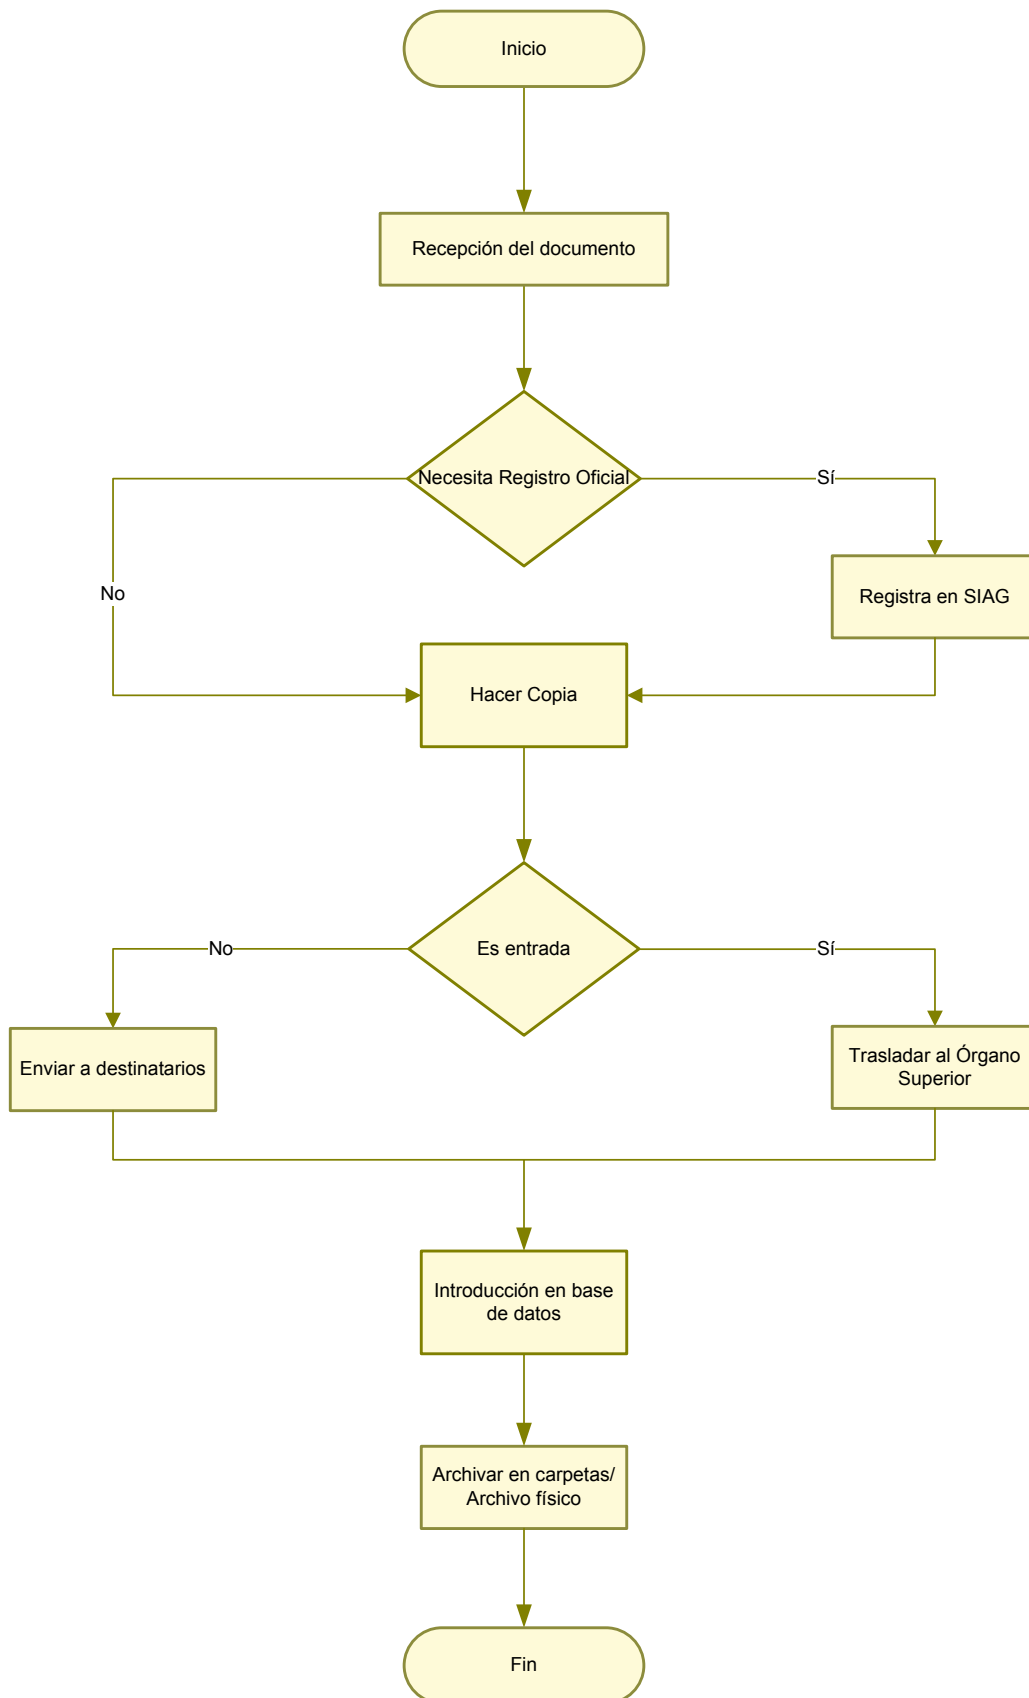 Inicio
Recepción del documento
Necesita Registro Oficial
Sí
No
Registra en SIAG
Hacer Copia
Es entrada
No
Sí
Enviar a destinatarios
Trasladar al Órgano
Superior
Introducción en base
de datos
Archivar en carpetas/
Archivo físico
Fin